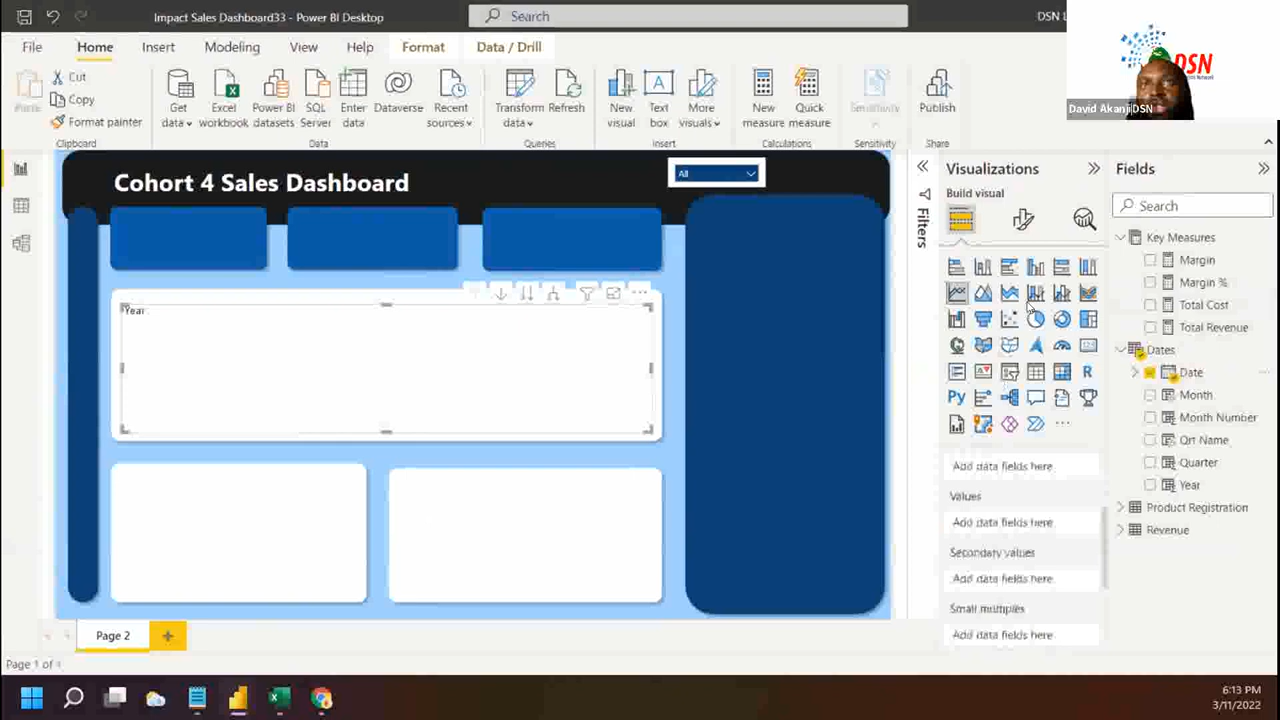 Impact Sales Dashboard33 - Power BI Desktop
Search
DSN
File Home Insert Modeling View Help Format Data / Drill
Paste
Cut
Copy
Format painter
Clipboard
Get data
Excel workbook
Power BI datasets
SQL Server
Enter data
Dataverse
Recent sources
Data
Transform data
Refresh
Queries
New visual
Text box
More visuals
Insert
New measure
Quick measure
Calculations
Sensitivity
Sensitivity
Publish
Share
DSN
David Akanji|DSN
Cohort 4 Sales Dashboard
All
Year
Filters
Visualizations
Build visual
R
Py
Add data fields here
Values
Add data fields here
Secondary values
Add data fields here
Small multiples
Add data fields here
Fields
Search
Key Measures
Margin
Margin %
Total Cost
Total Revenue
Dates
Date
Month
Month Number
Qrt Name
Quarter
Year
Product Registration
Revenue
Page 2
Page 1 of
6:13 PM
3/11/2022